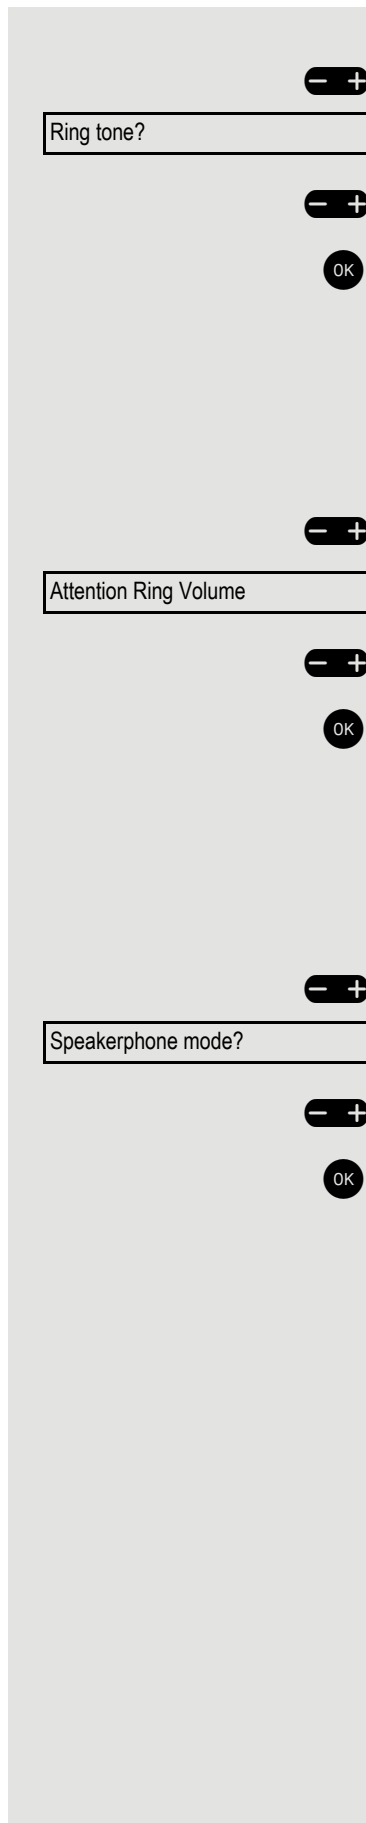 − +
Ring tone?
− +
OK
− +
Attention Ring Volume
− +
OK
− +
Speakerphone mode?
− +
OK